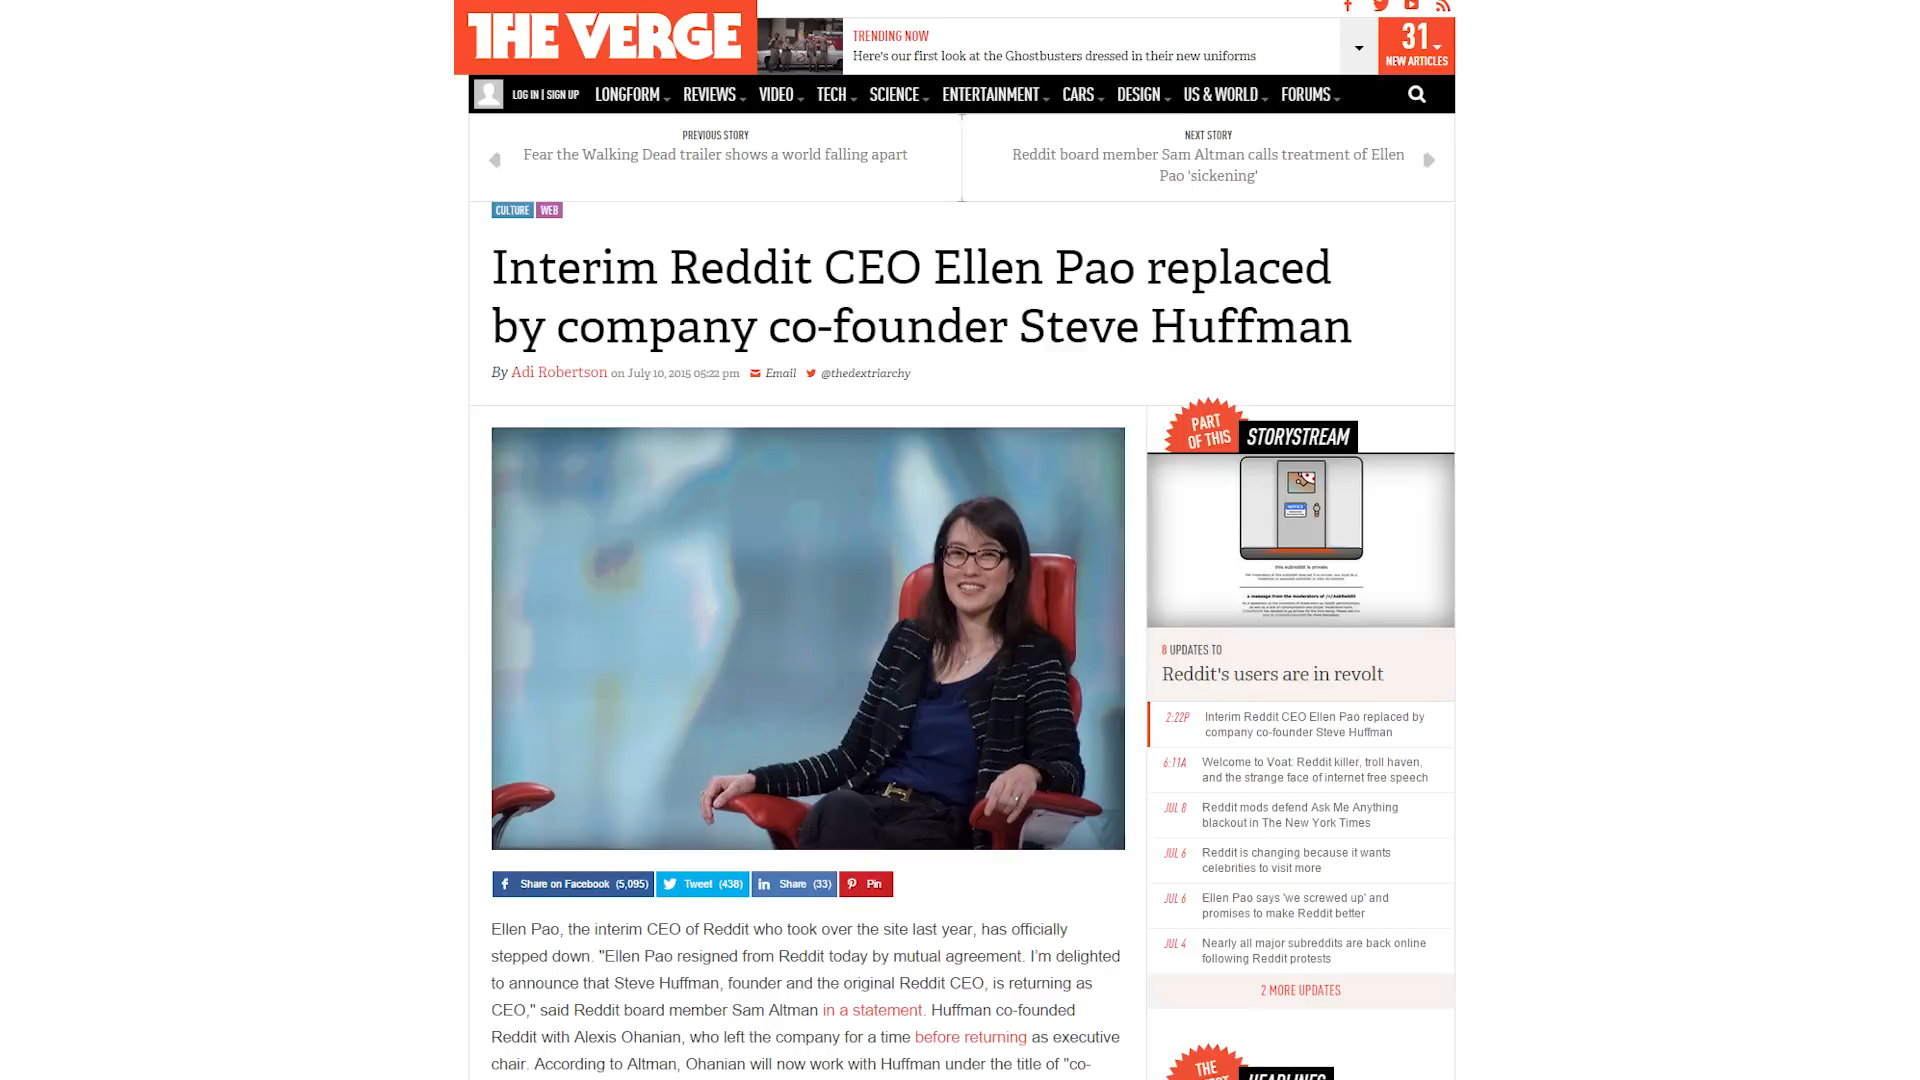 THE VERGE
TRENDING NOW
Here's our first look at the Ghostbusters dressed in their new uniforms
31
NEW ARTICLES
LOG IN | SIGN UP
LONGFORM
REVIEWS
VIDEO
TECH
SCIENCE
ENTERTAINMENT
CARS
DESIGN
US & WORLD
FORUMS
PREVIOUS STORY
Fear the Walking Dead trailer shows a world falling apart
NEXT STORY
Reddit board member Sam Altman calls treatment of Ellen
Pao 'sickening'
CULTURE WEB
Interim Reddit CEO Ellen Pao replaced
by company co-founder Steve Huffman
By Adi Robertson on July 10, 2015 05:22 pm Email @thedextriarchy
Share on Facebook (5,095) Tweet (438) Share (33) Pin
Ellen Pao, the interim CEO of Reddit who took over the site last year, has officially
stepped down. "Ellen Pao resigned from Reddit today by mutual agreement. I'm delighted
to announce that Steve Huffman, founder and the original Reddit CEO, is returning as
CEO," said Reddit board member Sam Altman in a statement. Huffman co-founded
Reddit with Alexis Ohanian, who left the company for a time before returning as executive
chair. According to Altman, Ohanian will now work with Huffman under the title of "co-
PART
OF THIS
STORYSTREAM
this subreddit is private
a message from the moderators of /r/AskReddit
8 UPDATES TO
Reddit's users are in revolt
2:22P Interim Reddit CEO Ellen Pao replaced by
company co-founder Steve Huffman
6:11A Welcome to Voat: Reddit killer, troll haven,
and the strange face of internet free speech
JUL 8 Reddit mods defend Ask Me Anything
blackout in The New York Times
JUL 6 Reddit is changing because it wants
celebrities to visit more
JUL 6 Ellen Pao says 'we screwed up' and
promises to make Reddit better
JUL 4 Nearly all major subreddits are back online
following Reddit protests
2 MORE UPDATES
THE
HEADLINES